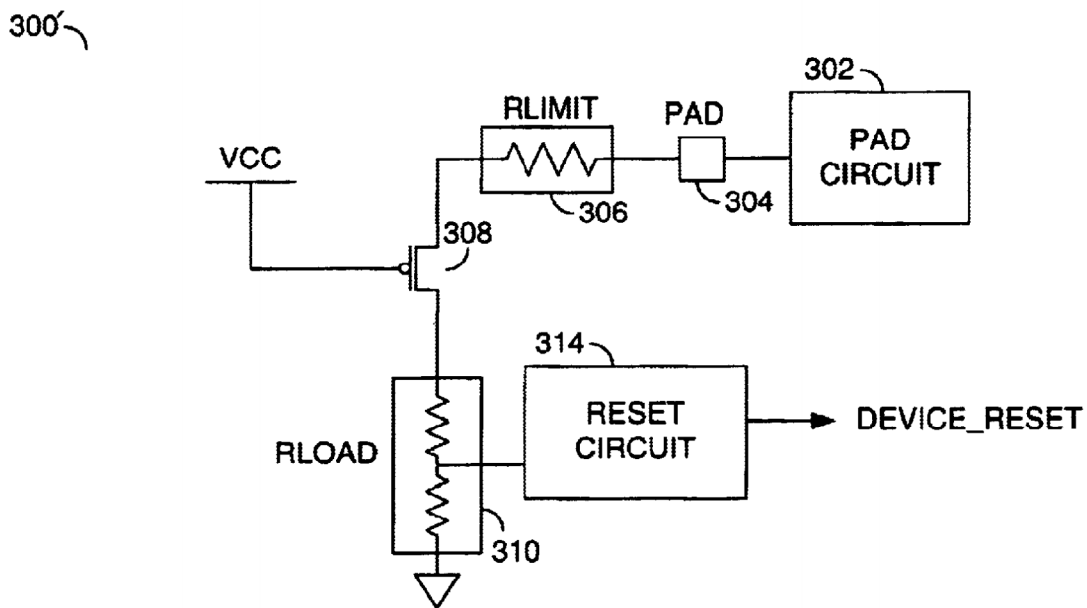 300′
302
RLIMIT
PAD
PAD
CIRCUIT
VCC
306
304
308
314
RESET
CIRCUIT
DEVICE_RESET
RLOAD
310